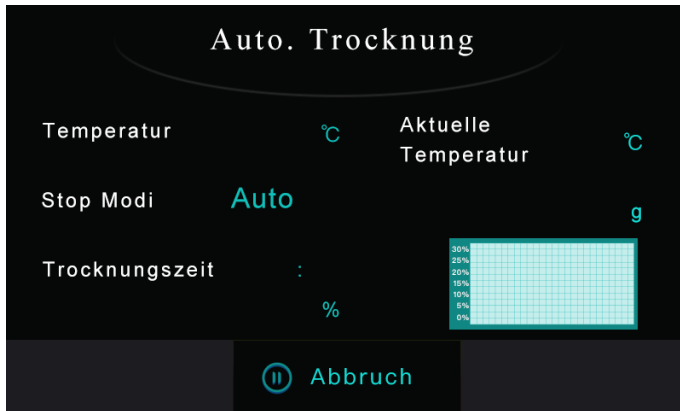 Auto. Trocknung
Temperatur ℃
Aktuelle
Temperatur ℃
Stop Modi Auto
g
Trocknungszeit :
%
30%
25%
20%
15%
10%
5%
0%
Abbruch